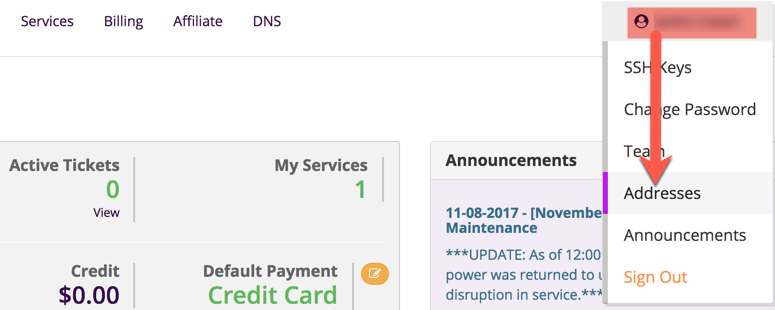 Services Billing Affiliate DNS
SSH Keys
Change Password
Team
Addresses
Announcements
Sign Out
Active Tickets
0
View
My Services
1
Credit
$0.00
Default Payment
Credit Card
Announcements
11-08-2017 - [Novembe
Maintenance
***UPDATE: As of 12:00
power was returned to u
disruption in service.***